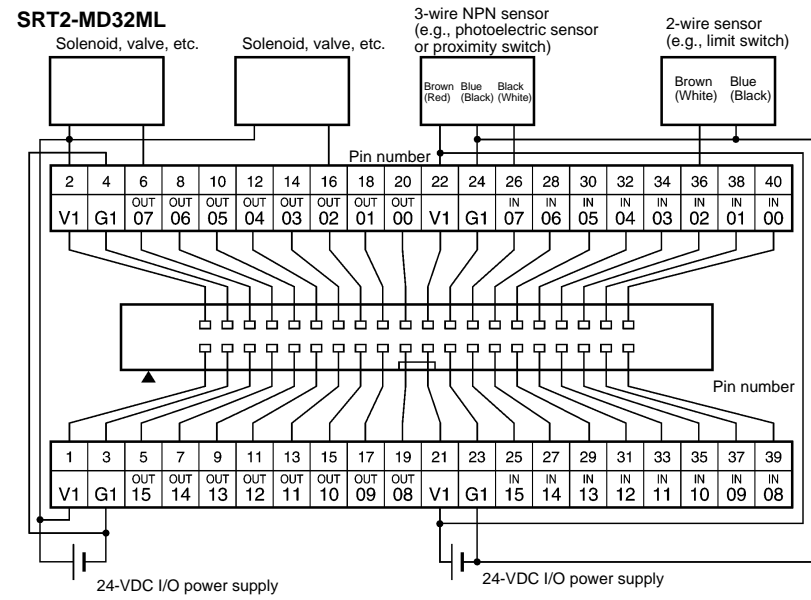 SRT2-MD32ML
Solenoid, valve, etc.
Solenoid, valve, etc.
3-wire NPN sensor
(e.g., photoelectric sensor
or proximity switch)
2-wire sensor
(e.g., limit switch)
Brown Blue Black
(Red) (Black) (White)
Brown Blue
(White) (Black)
Pin number
2 4 6 8 10 12 14 16 18 20 22 24 26 28 30 32 34 36 38 40
OUT OUT OUT OUT OUT OUT OUT OUT IN IN IN IN IN IN IN IN
V1 G1 07 06 05 04 03 02 01 00 V1 G1 07 06 05 04 03 02 01 00
Pin number
1 3 5 7 9 11 13 15 17 19 21 23 25 27 29 31 33 35 37 39
OUT OUT OUT OUT OUT OUT OUT OUT IN IN IN IN IN IN IN IN
V1 G1 15 14 13 12 11 10 09 08 V1 G1 15 14 13 12 11 10 09 08
24-VDC I/O power supply
24-VDC I/O power supply